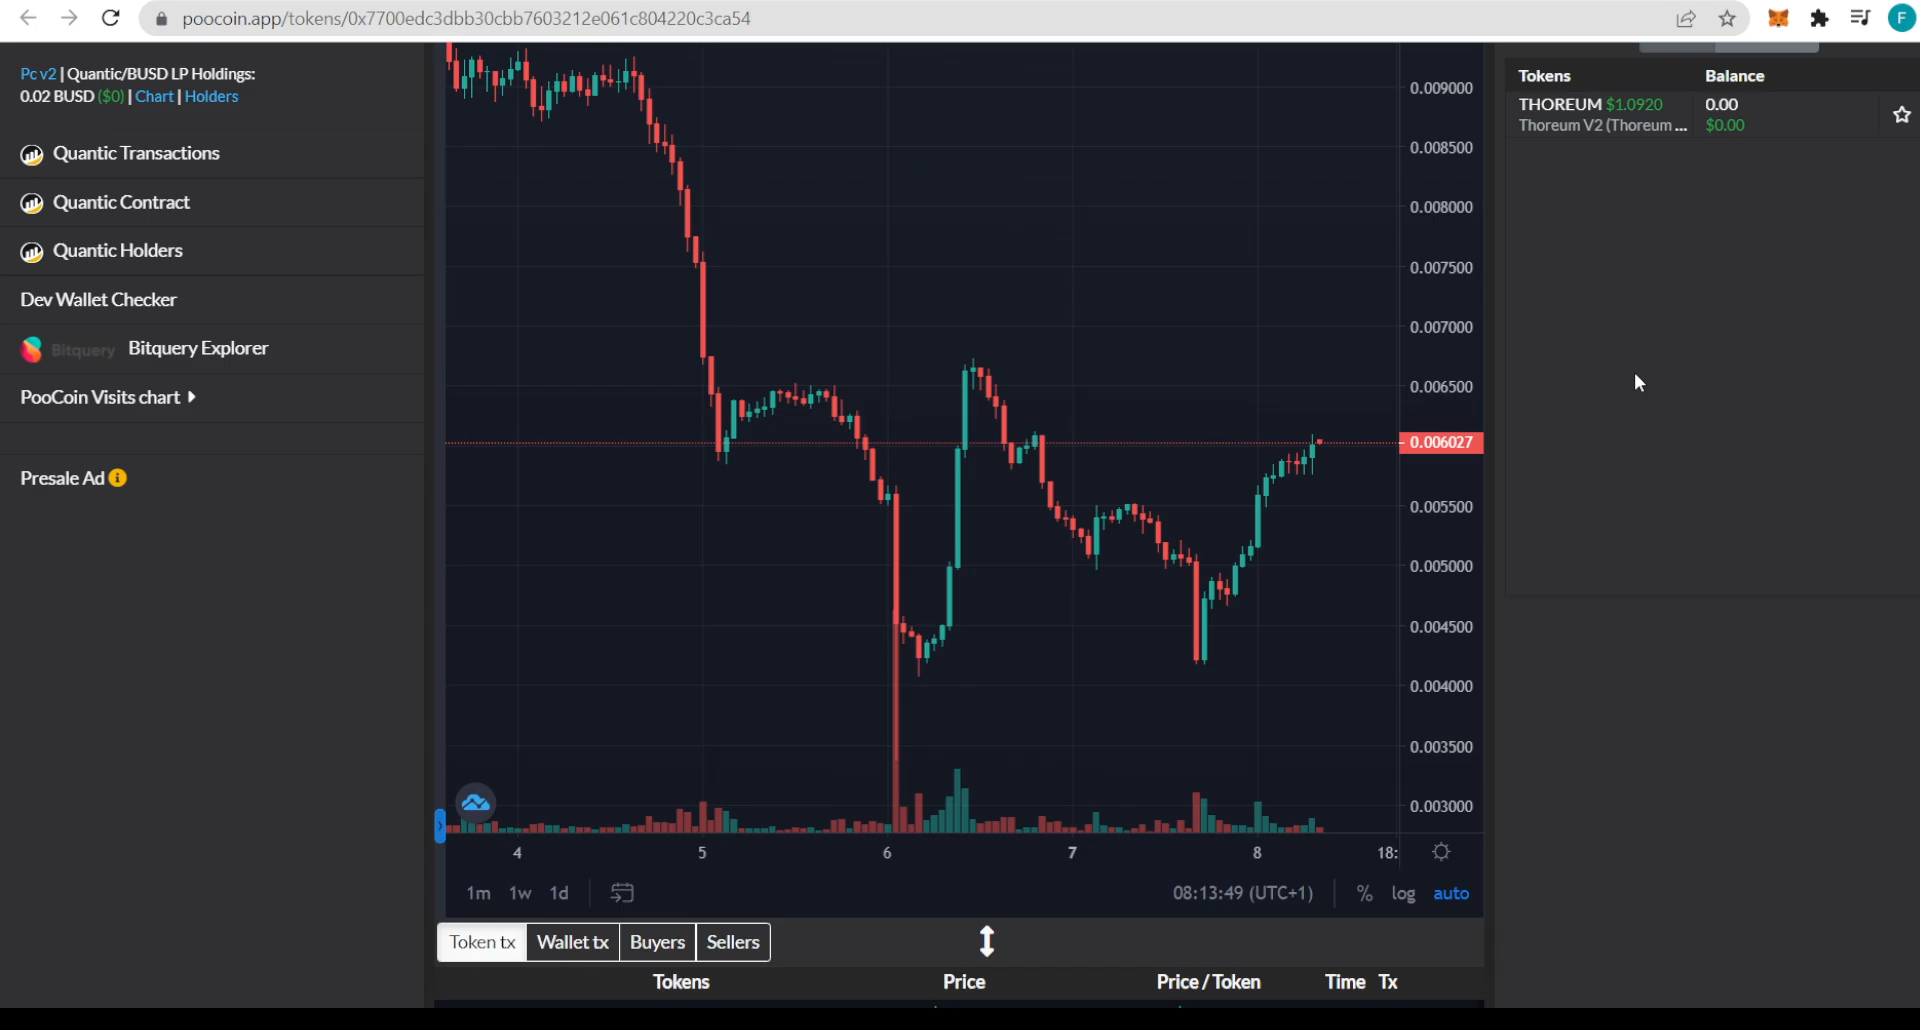 poocoin.app/tokens/0x7700edc3dbb30cbb7603212e061c804220c3ca54
F
Pc v2 | Quantic/BUSD LP Holdings:
0.02 BUSD ($0) | Chart | Holders
Quantic Transactions
Quantic Contract
Quantic Holders
Dev Wallet Checker
Bitquery Bitquery Explorer
PooCoin Visits chart
Presale Ad
0.009000
0.008500
0.008000
0.007500
0.007000
0.006500
0.006027
0.005500
0.005000
0.004500
0.004000
0.003500
0.003000
4 5 6 7 8 18:
1m 1w 1d 08:13:49 (UTC+1) % log auto
Token tx Wallet tx Buyers Sellers
Tokens Price Price / Token Time Tx
Tokens Balance
THOREUM $1.0920 0.00
Thoreum V2 (Thoreum ... $0.00